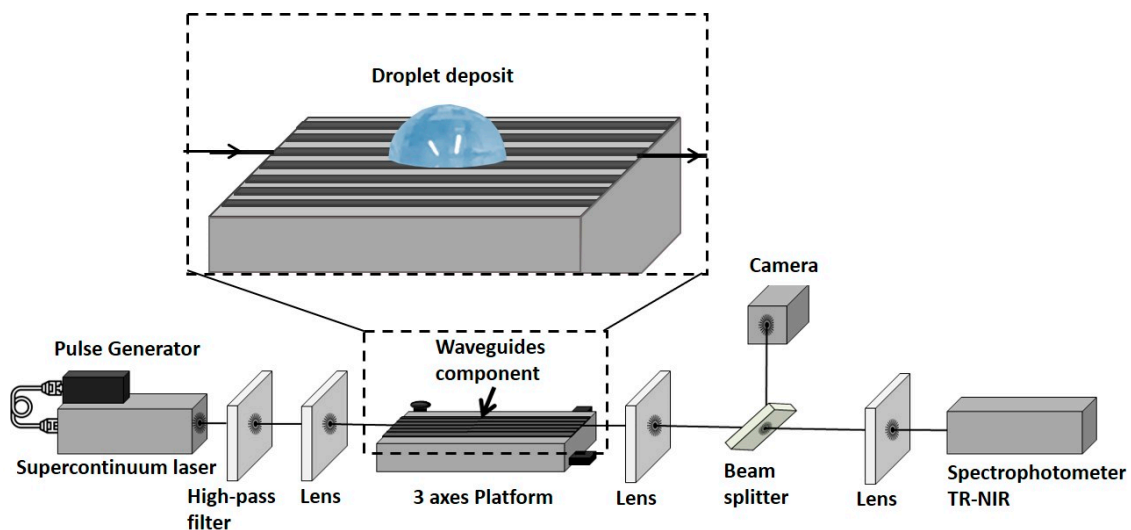 Droplet deposit
Camera
Pulse Generator
Waveguides
component
Supercontinuum laser
High-pass
filter
Lens
3 axes Platform
Lens
Beam
splitter
Lens
Spectrophotometer
TR-NIR